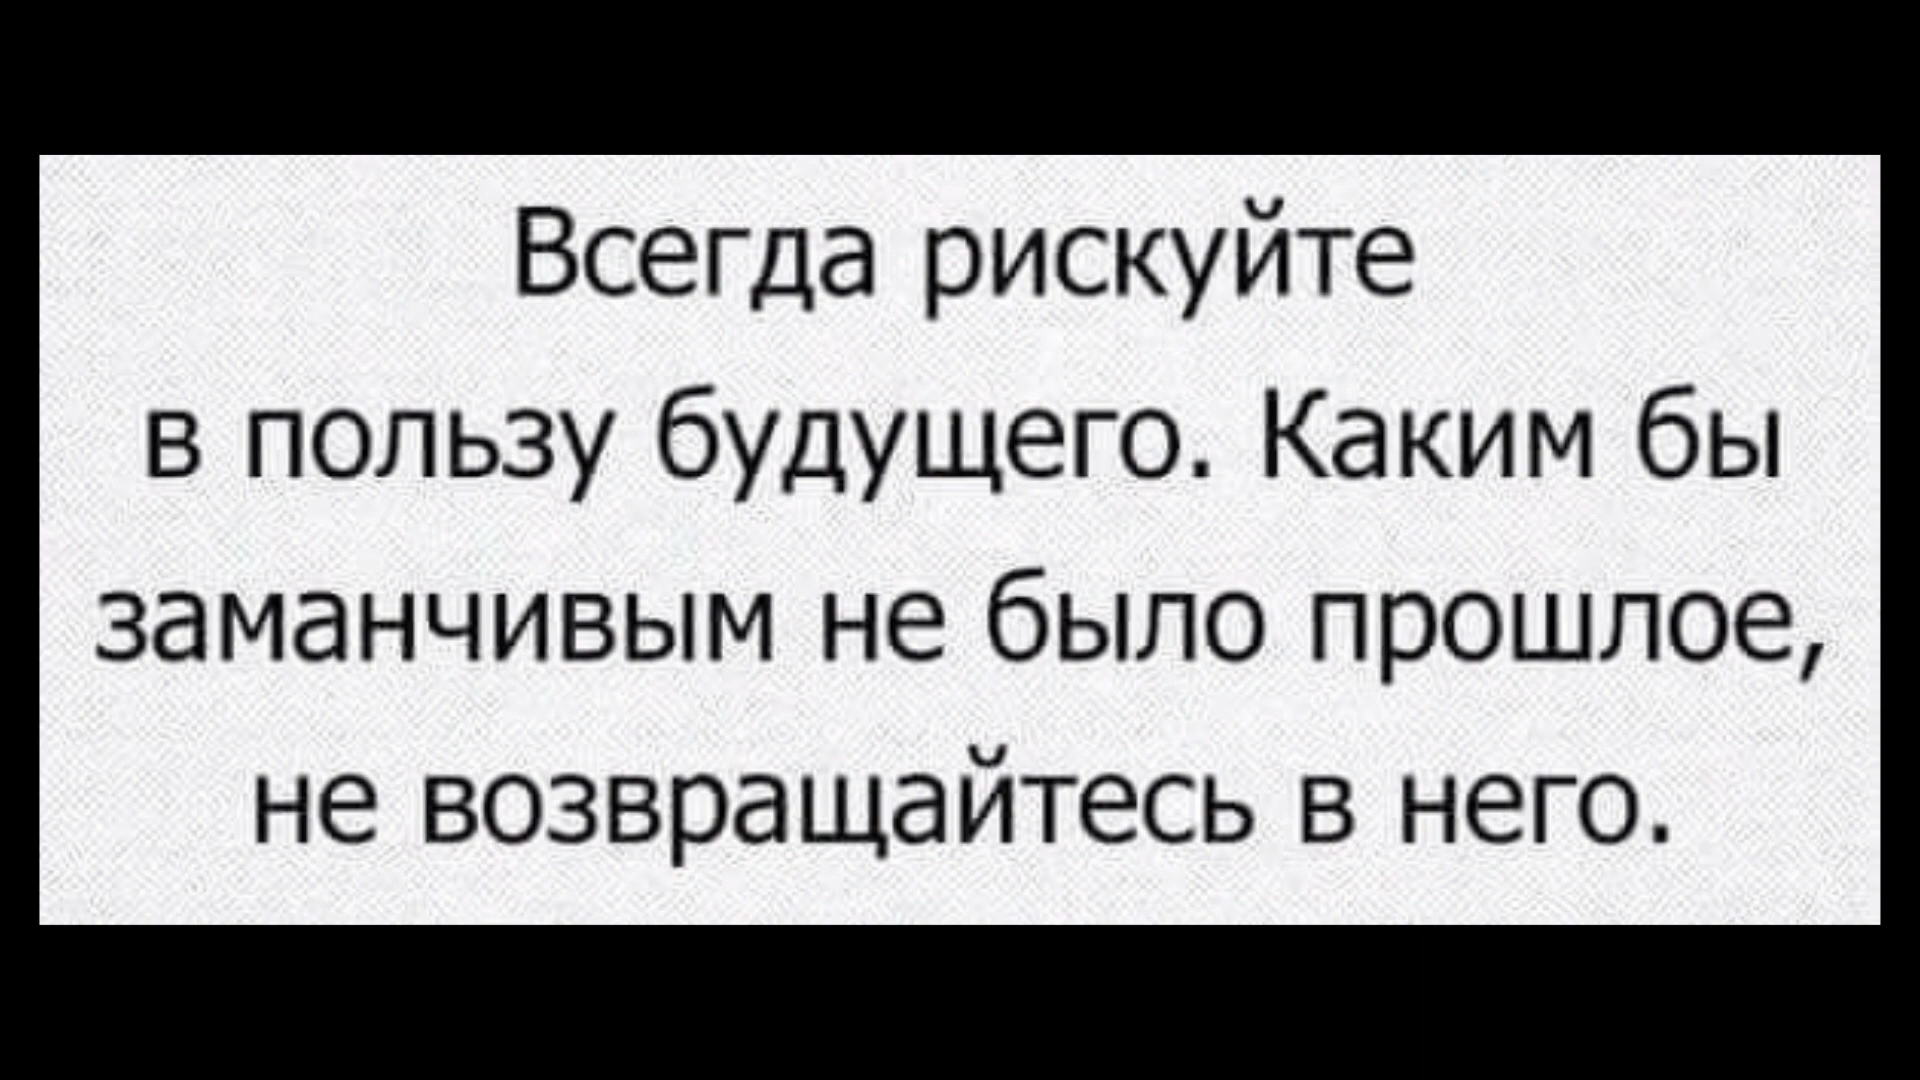 Всегда рискуйте
в пользу будущего. Каким бы
заманчивым не было прошлое,
не возвращайтесь в него.